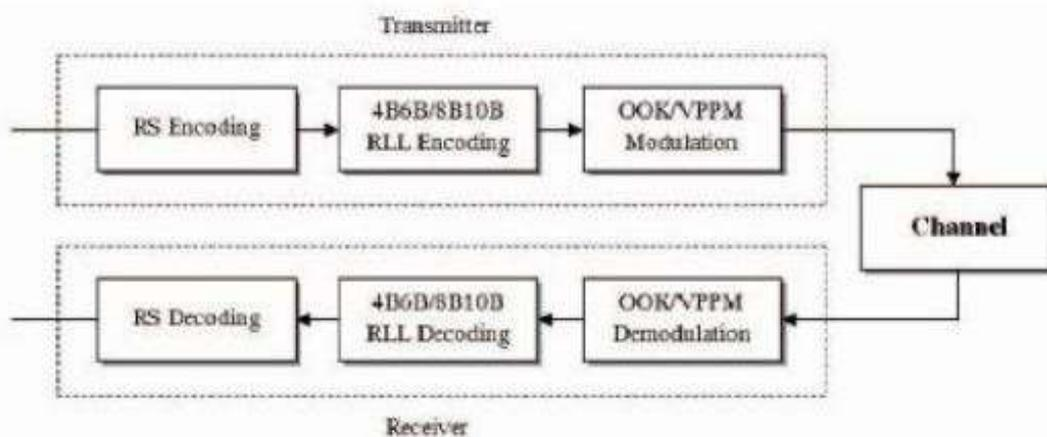 Transmitter
RS Encoding
4B6B/8B10B
RLL Encoding
OOK/VPPM
Modulation
Channel
RS Decoding
4B6B/8B10B
RLL Decoding
OOK/VPPM
Demodulation
Receiver